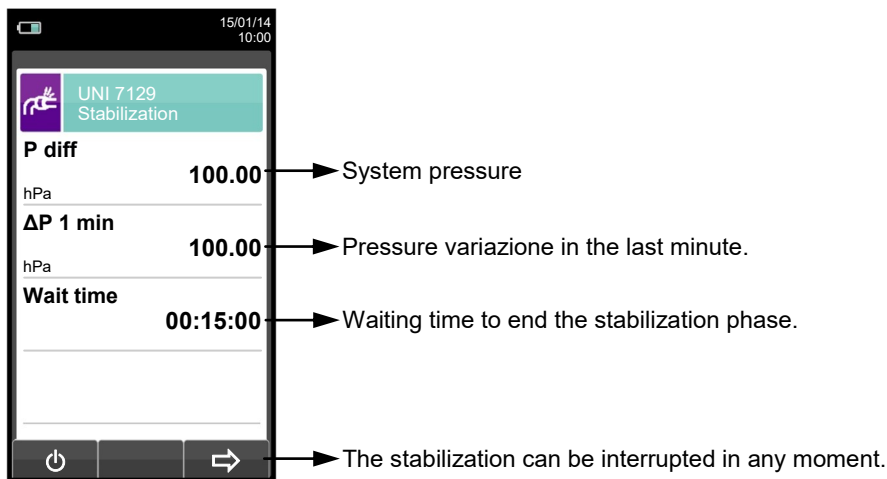 15/01/14
10:00
UNI 7129
Stabilization
P diff
100.00
hPa
System pressure
ΔP 1 min
100.00
hPa
Pressure variazione in the last minute.
Wait time
00:15:00
Waiting time to end the stabilization phase.
The stabilization can be interrupted in any moment.